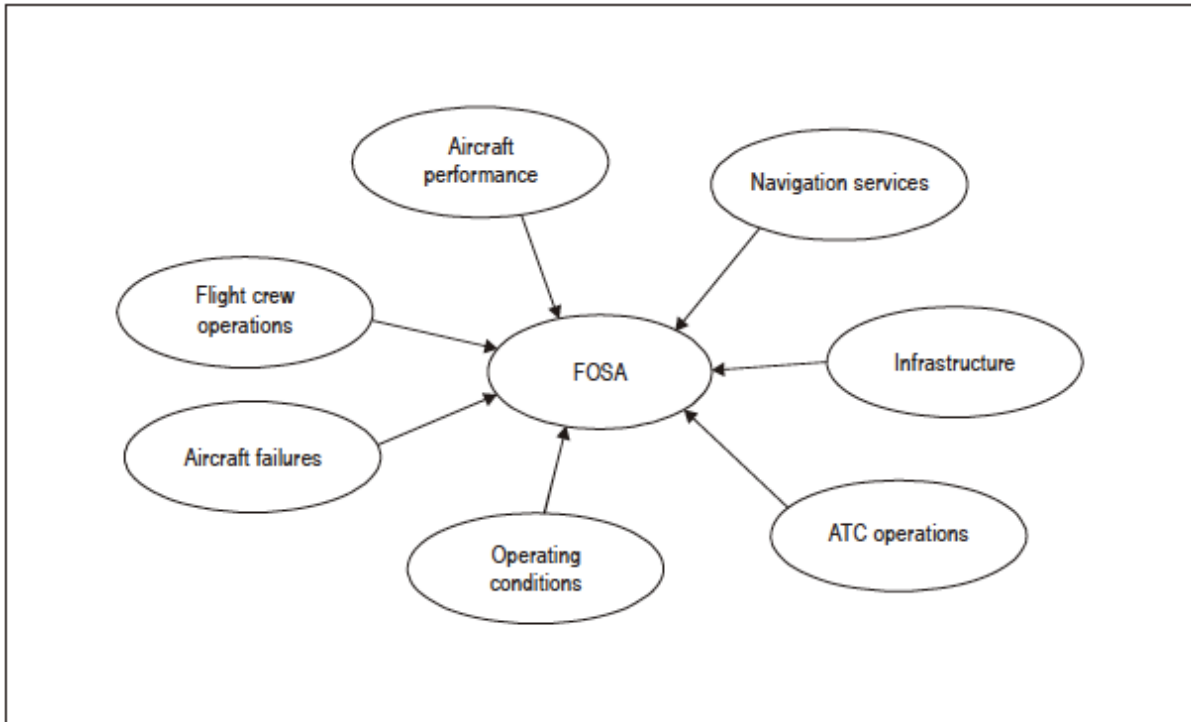 Aircraft
performance
Navigation services
Flight crew
operations
FOSA
Infrastructure
Aircraft failures
ATC operations
Operating
conditions